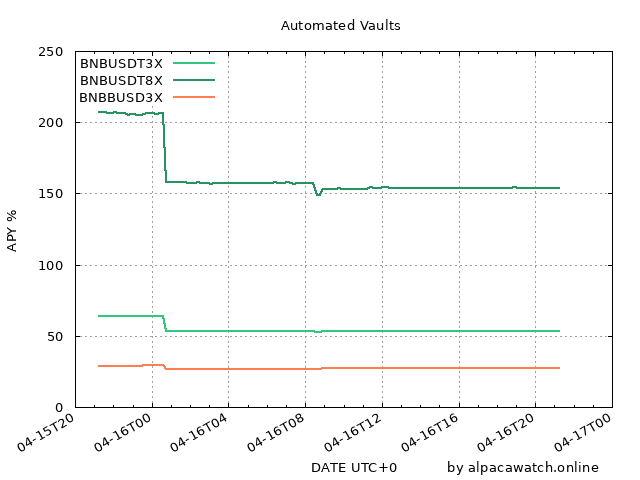 Automated Vaults
250
200
150
100
50
0
APY %
BNBUSDT3X
BNBUSDT8X
BNBBUSD3X
04-15T20
04-16T00
04-16T04
04-16T08
04-16T12
04-16T16
04-16T20
04-17T00
DATE UTC+0
by alpacawatch.online